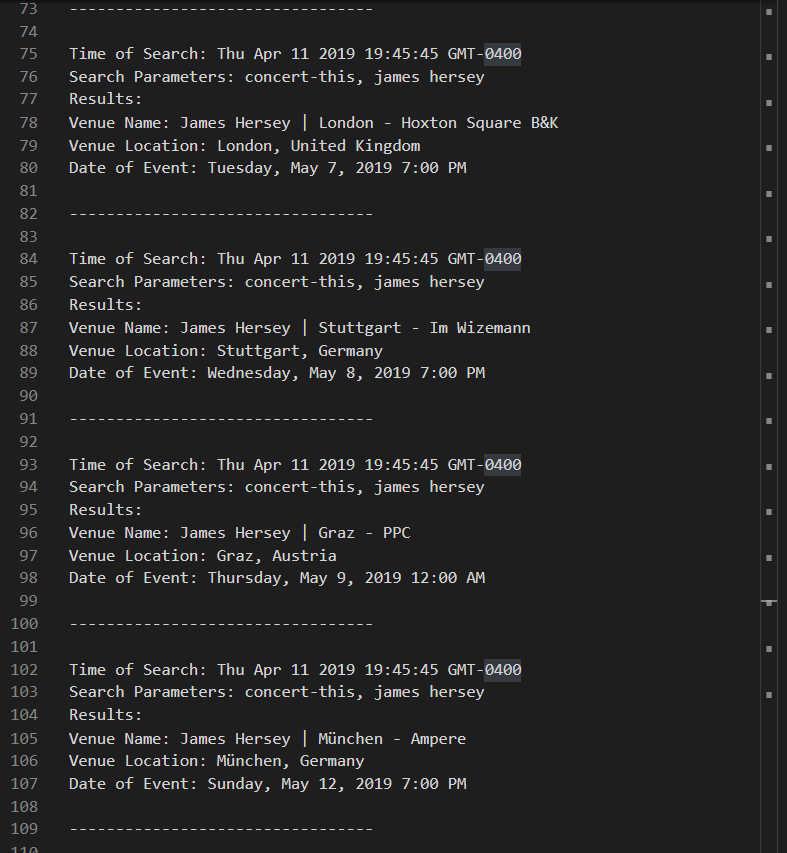 73 ---------------------------------
74
75 Time of Search: Thu Apr 11 2019 19:45:45 GMT-0400
76 Search Parameters: concert-this, james hersey
77 Results:
78 Venue Name: James Hersey | London - Hoxton Square B&K
79 Venue Location: London, United Kingdom
80 Date of Event: Tuesday, May 7, 2019 7:00 PM
81
82 ---------------------------------
83
84 Time of Search: Thu Apr 11 2019 19:45:45 GMT-0400
85 Search Parameters: concert-this, james hersey
86 Results:
87 Venue Name: James Hersey | Stuttgart - Im Wizemann
88 Venue Location: Stuttgart, Germany
89 Date of Event: Wednesday, May 8, 2019 7:00 PM
90
91 ---------------------------------
92
93 Time of Search: Thu Apr 11 2019 19:45:45 GMT-0400
94 Search Parameters: concert-this, james hersey
95 Results:
96 Venue Name: James Hersey | Graz - PPC
97 Venue Location: Graz, Austria
98 Date of Event: Thursday, May 9, 2019 12:00 AM
99
100 ---------------------------------
101
102 Time of Search: Thu Apr 11 2019 19:45:45 GMT-0400
103 Search Parameters: concert-this, james hersey
104 Results:
105 Venue Name: James Hersey | München - Ampere
106 Venue Location: München, Germany
107 Date of Event: Sunday, May 12, 2019 7:00 PM
108
109 ---------------------------------
110